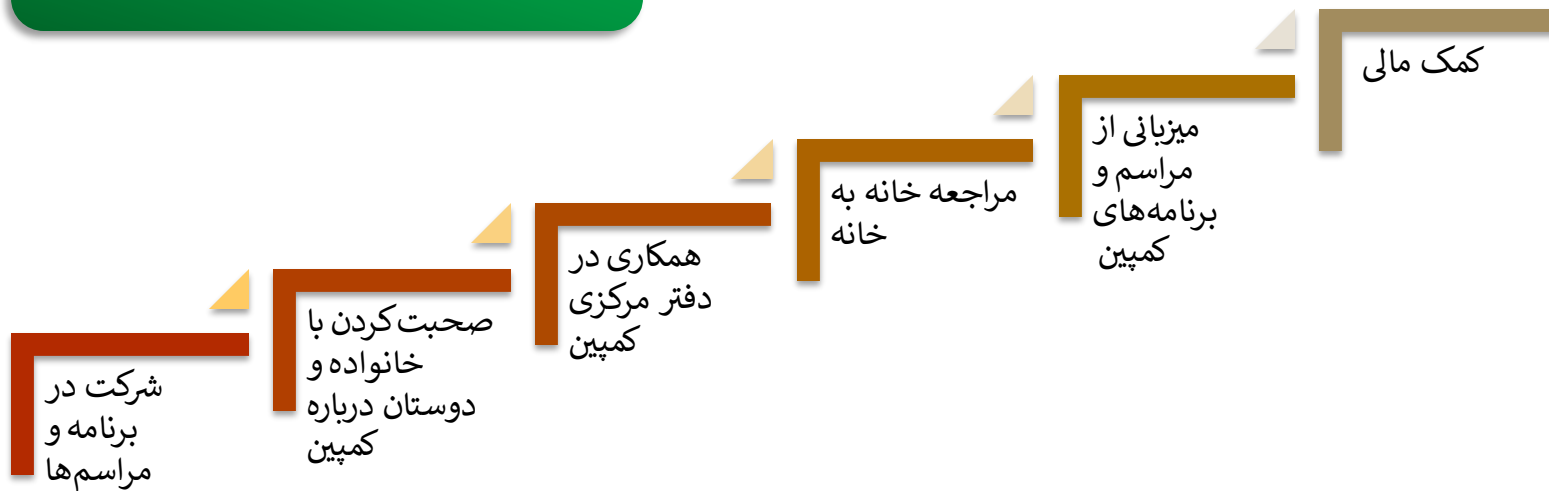 شرکت در
برنامه و
مراسم‌ها
صحبت‌کردن با
خانواده و
دوستان درباره
کمپین
همکاری در
دفتر مرکزی
کمپین
مراجعه خانه به
خانه
میزبانی از
مراسم و
برنامه‌های
کمپین
کمک مالی